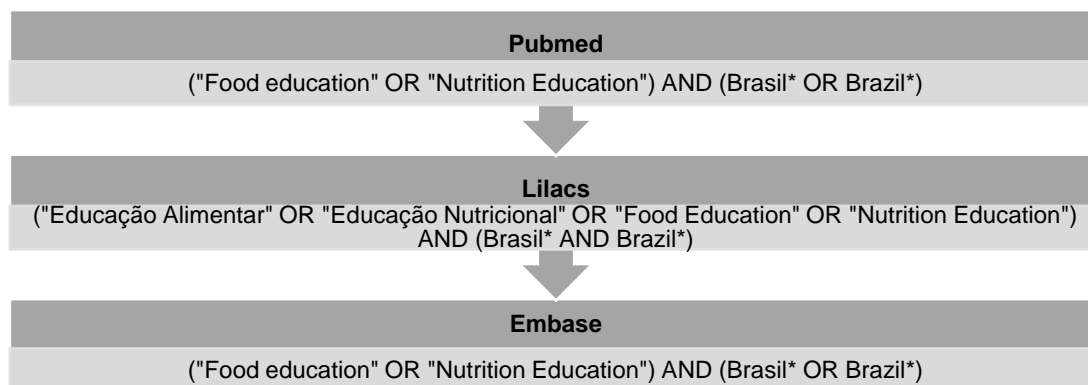 Pubmed
("Food education" OR "Nutrition Education") AND (Brasil* OR Brazil*)
Lilacs
("Educação Alimentar" OR "Educação Nutricional" OR "Food Education" OR "Nutrition Education")
AND (Brasil* AND Brazil*)
Embase
("Food education" OR "Nutrition Education") AND (Brasil* OR Brazil*)